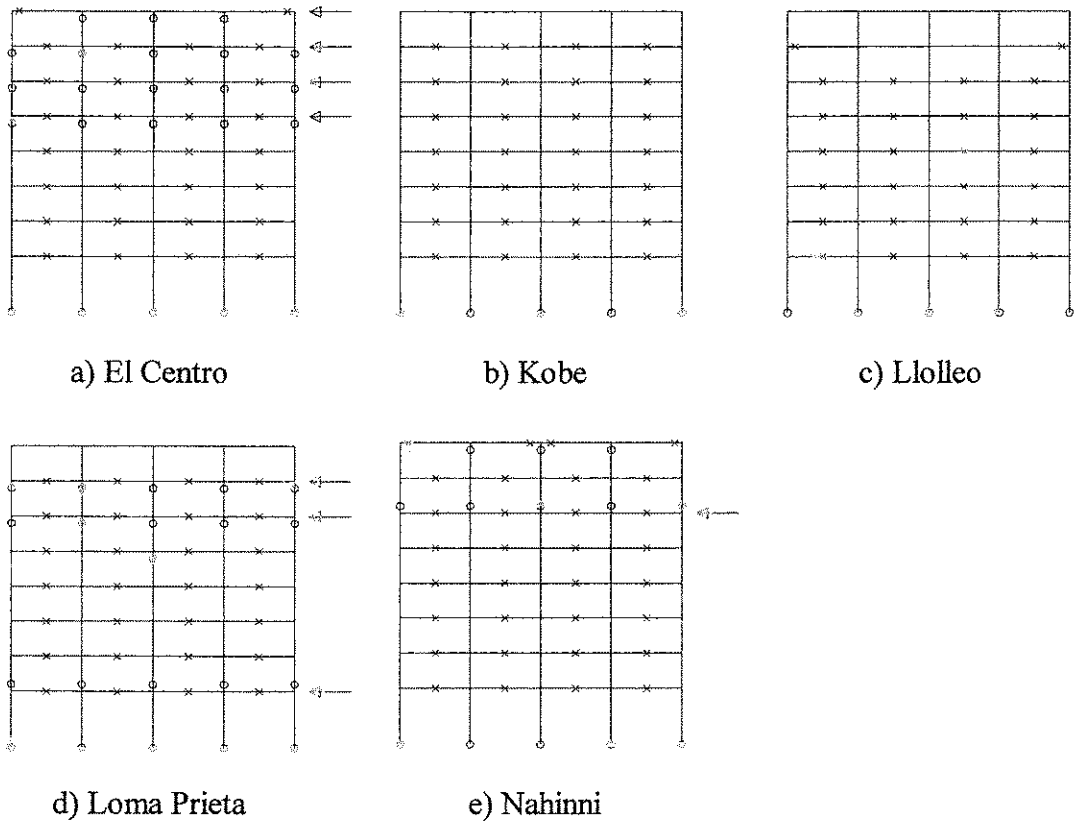 a) El Centro
b) Kobe
c) Llolleo
d) Loma Prieta
e) Nahinni